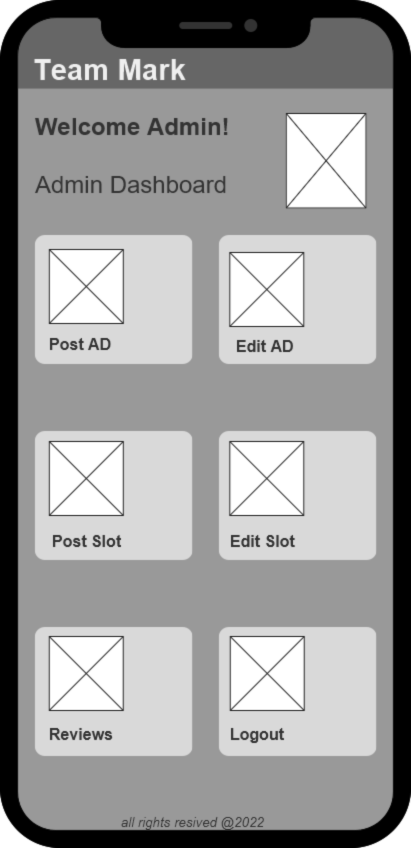 Team Mark
Welcome Admin!
Admin Dashboard
Post AD
Edit AD
Post Slot
Edit Slot
Reviews
Logout
all rights resived @2022